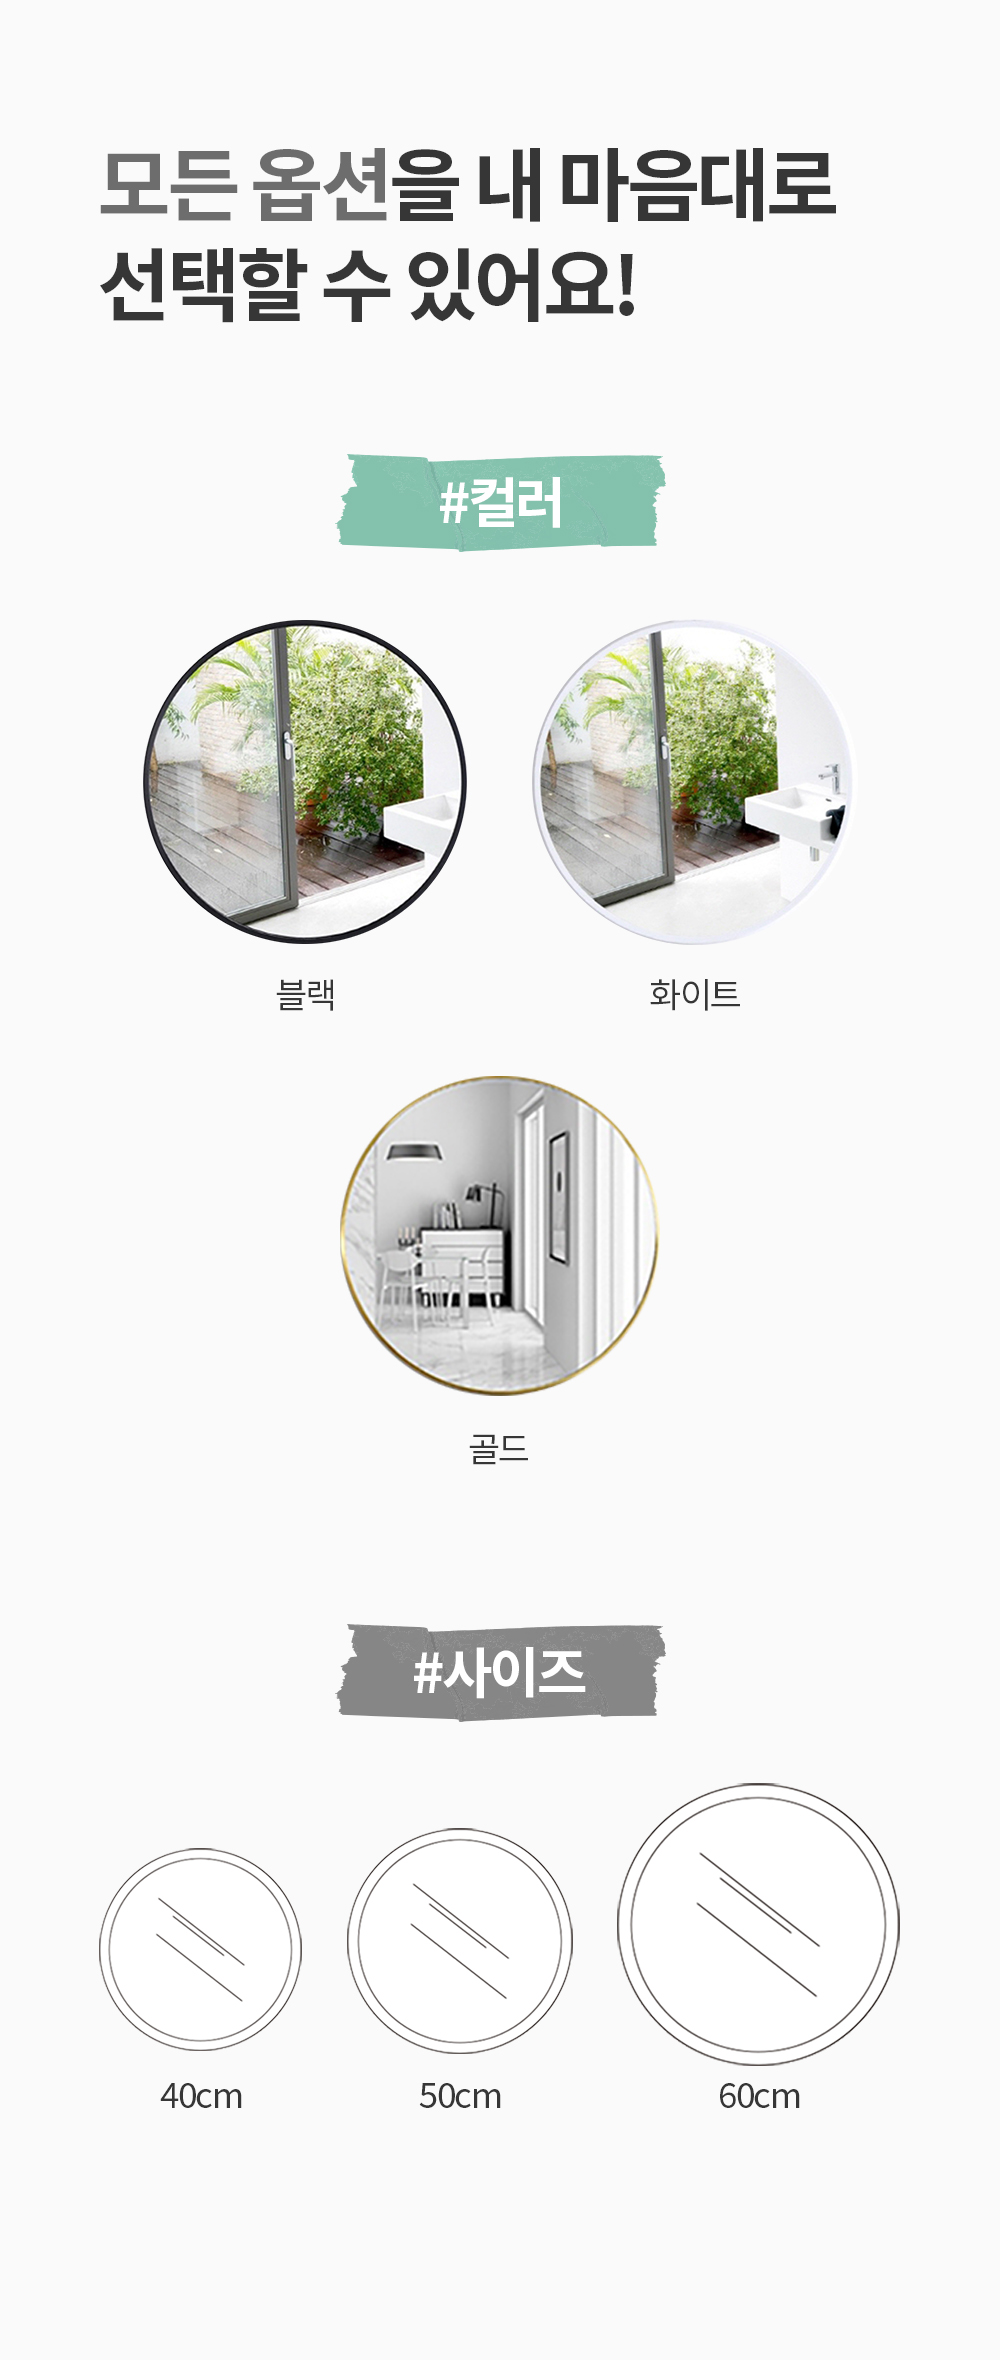 모든 옵션을 내 마음대로
선택할 수 있어요!
#컬러
블랙
화이트
골드
#사이즈
40cm
50cm
60cm